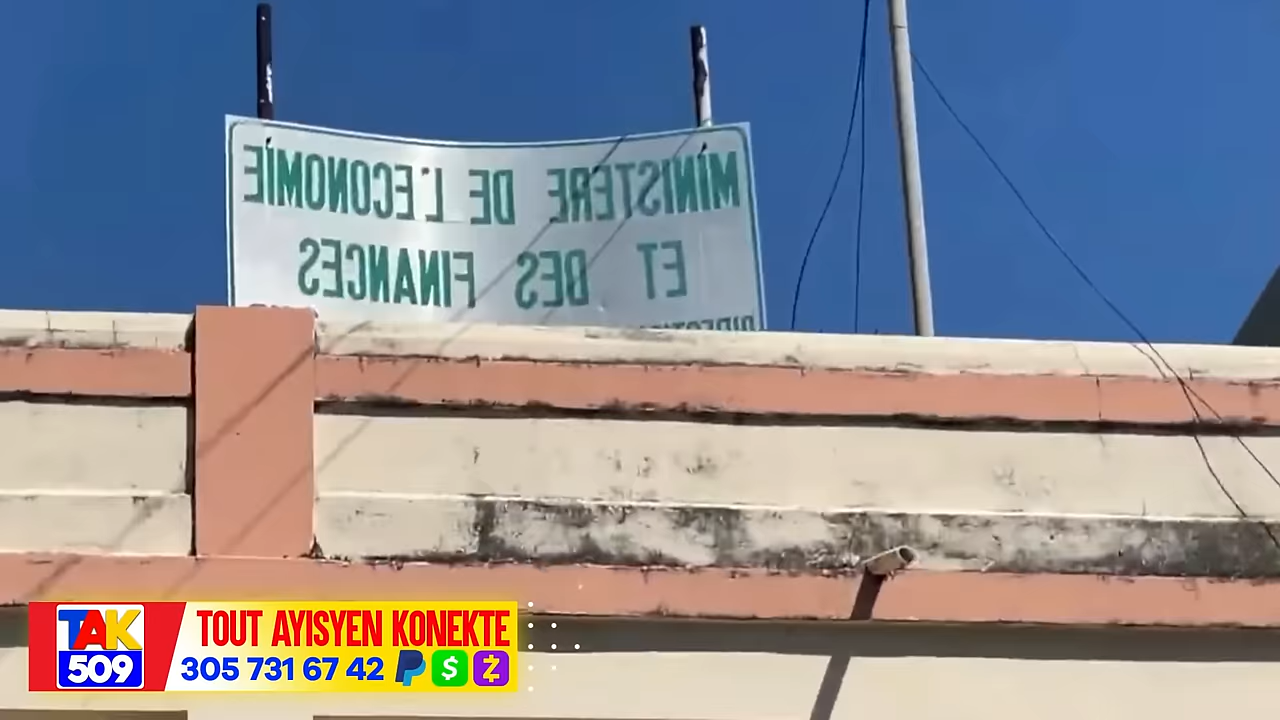 MINISTERE DE L'ECONOMIE
ET DES FINANCES
TAK
509
TOUT AYISYEN KONEKTE
305 731 67 42